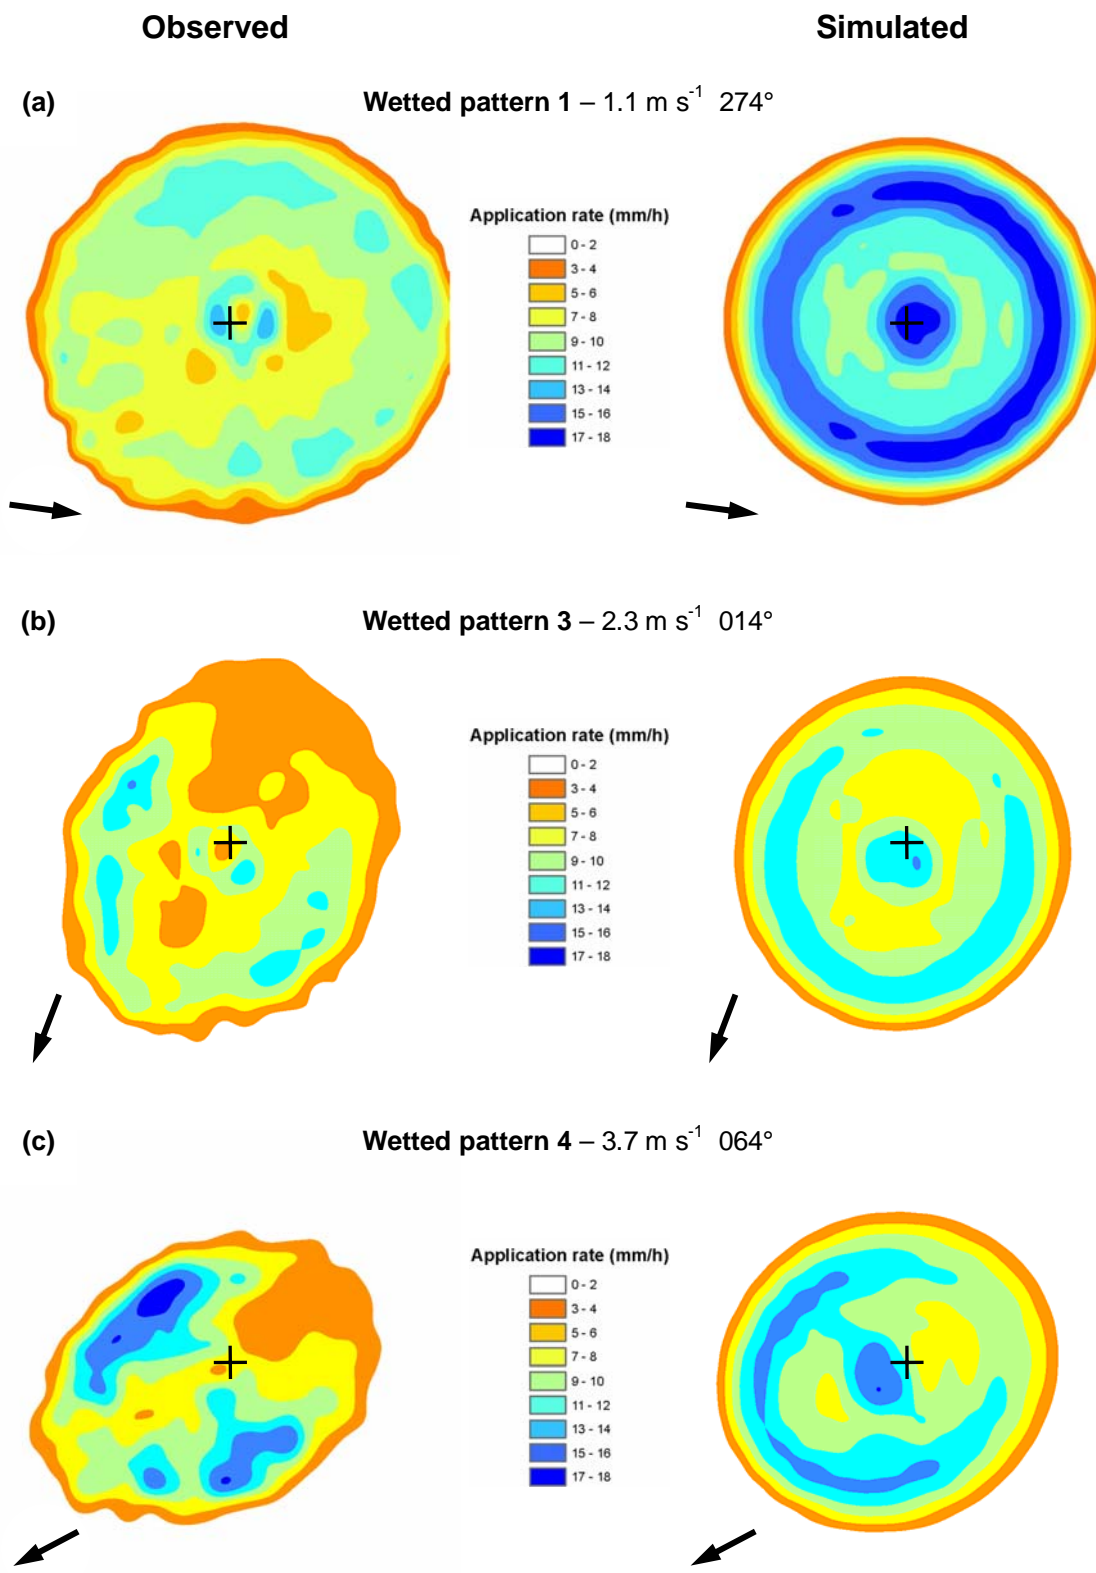 Observed Simulated
(a) Wetted pattern 1 – 1.1 m s⁻¹ 274°
Application rate (mm/h)
0 - 2
3 - 4
5 - 6
7 - 8
9 - 10
11 - 12
13 - 14
15 - 16
17 - 18
(b) Wetted pattern 3 – 2.3 m s⁻¹ 014°
Application rate (mm/h)
0 - 2
3 - 4
5 - 6
7 - 8
9 - 10
11 - 12
13 - 14
15 - 16
17 - 18
(c) Wetted pattern 4 – 3.7 m s⁻¹ 064°
Application rate (mm/h)
0 - 2
3 - 4
5 - 6
7 - 8
9 - 10
11 - 12
13 - 14
15 - 16
17 - 18